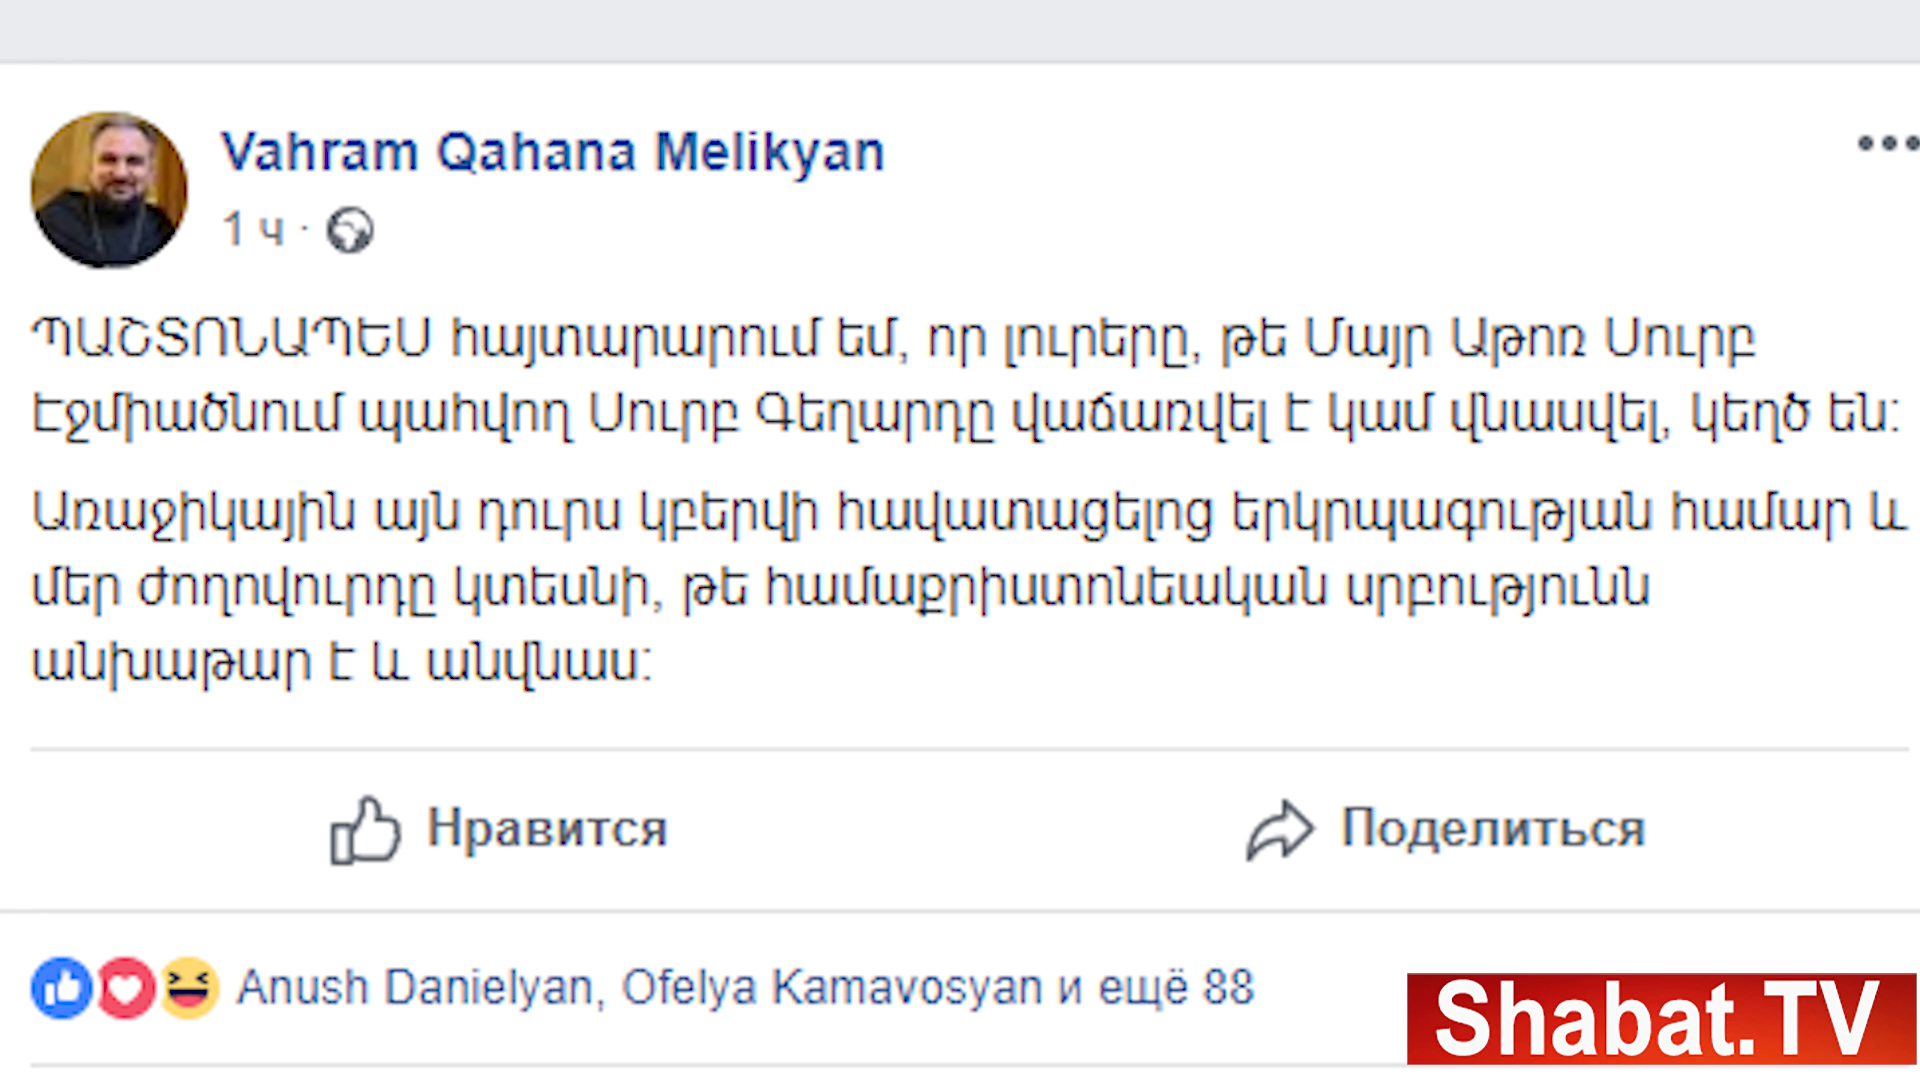 Vahram Qahana Melikyan
1 ч ·
ՊԱՇՏՈՆԱՊԵՍ հայտարարում եմ, որ լուրերը, թե Մայր Աթոռ Սուրբ
Էջմիածնում պահվող Սուրբ Գեղարդը վաճառվել է կամ վնասվել, կեղծ են:
Առաջիկային այն դուրս կբերվի հավատացելոց երկրպագության համար և
մեր ժողովուրդը կտեսնի, թե համաքրիստոնեական սրբությունն
անխաթար է և անվնաս:
Нравится Поделиться
Anush Danielyan, Ofelya Kamavosyan и ещё 88
Shabat.TV